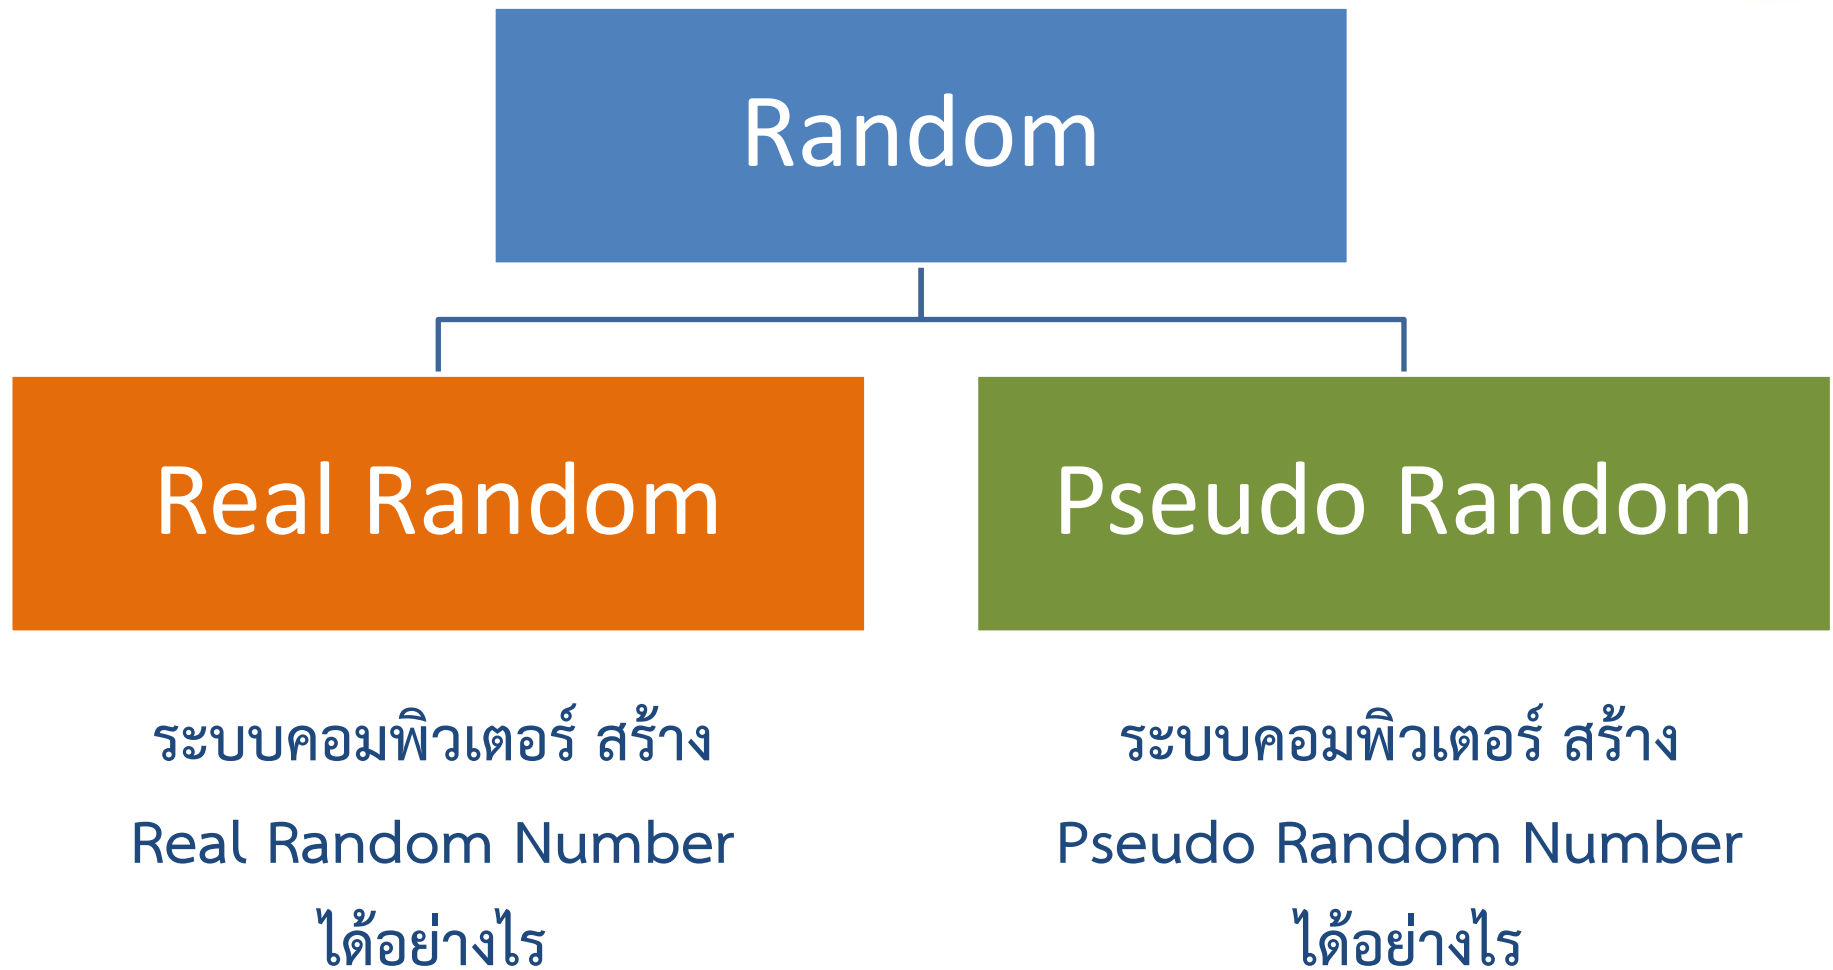 Random
Real Random
Pseudo Random
ระบบคอมพิวเตอร์ สร้าง
Real Random Number
ได้อย่างไร
ระบบคอมพิวเตอร์ สร้าง
Pseudo Random Number
ได้อย่างไร